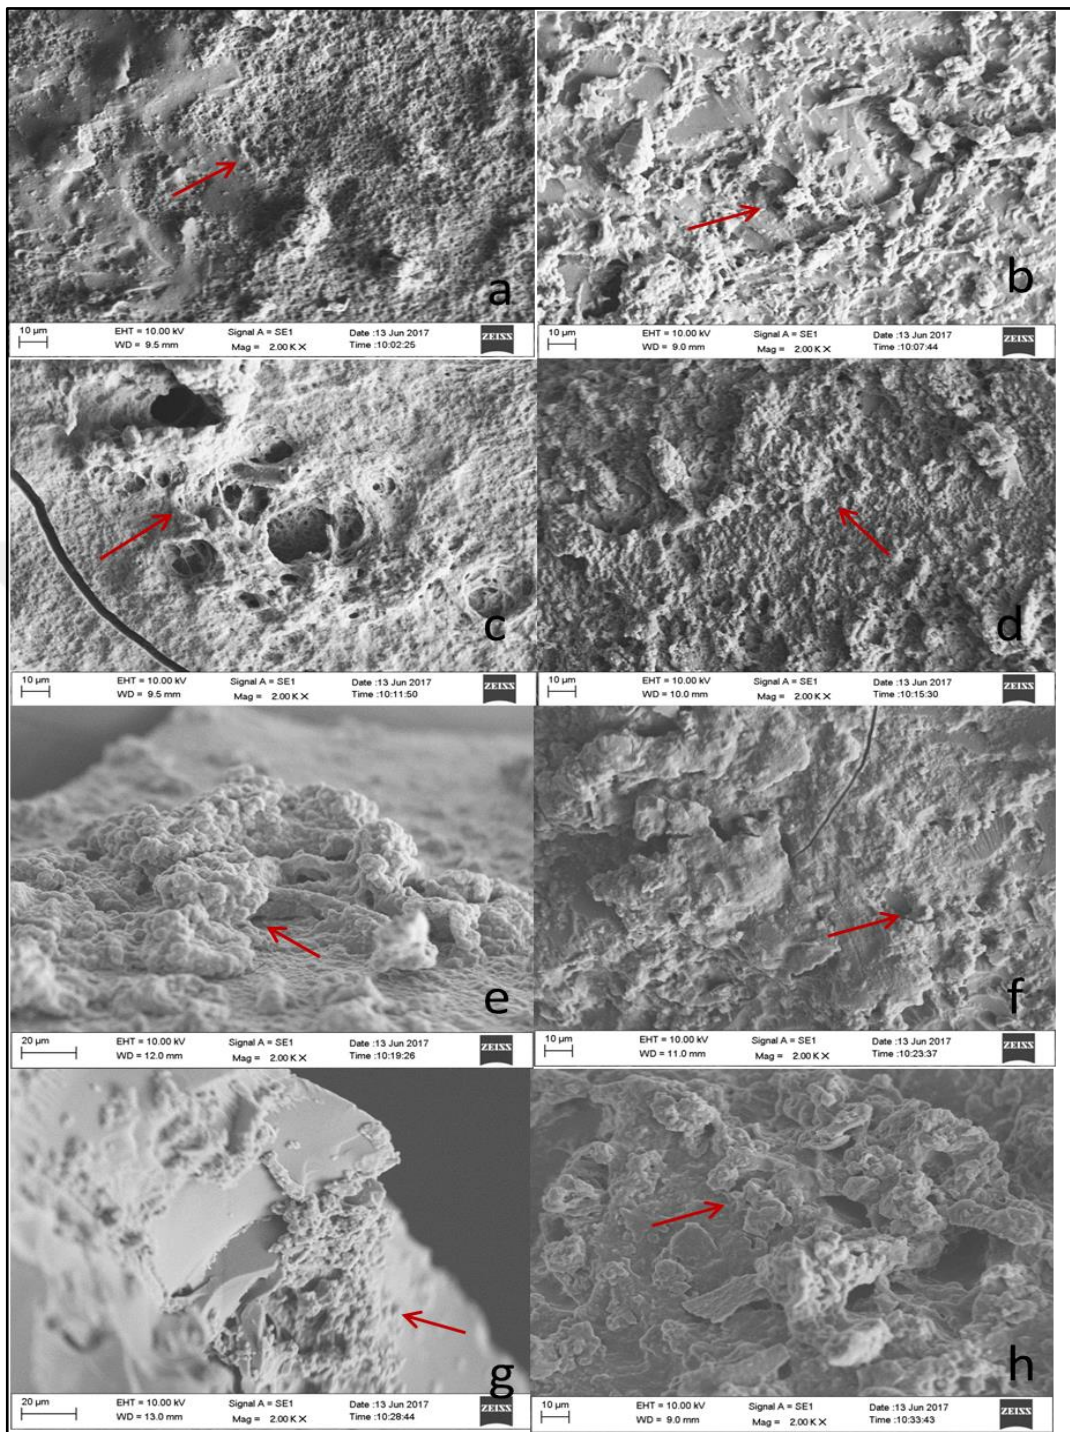 a
10 µm EHT = 10.00 kV Signal A = SE1 Date :13 Jun 2017 ZEISS
WD = 9.5 mm Mag = 2.00 K X Time :10:02:25
b
10 µm EHT = 10.00 kV Signal A = SE1 Date :13 Jun 2017 ZEISS
WD = 9.0 mm Mag = 2.00 K X Time :10:07:44
c
10 µm EHT = 10.00 kV Signal A = SE1 Date :13 Jun 2017 ZEISS
WD = 9.5 mm Mag = 2.00 K X Time :10:11:50
d
10 µm EHT = 10.00 kV Signal A = SE1 Date :13 Jun 2017 ZEISS
WD = 10.0 mm Mag = 2.00 K X Time :10:15:30
e
20 µm EHT = 10.00 kV Signal A = SE1 Date :13 Jun 2017 ZEISS
WD = 12.0 mm Mag = 2.00 K X Time :10:19:26
f
10 µm EHT = 10.00 kV Signal A = SE1 Date :13 Jun 2017 ZEISS
WD = 11.0 mm Mag = 2.00 K X Time :10:23:37
g
20 µm EHT = 10.00 kV Signal A = SE1 Date :13 Jun 2017 ZEISS
WD = 13.0 mm Mag = 2.00 K X Time :10:28:44
h
10 µm EHT = 10.00 kV Signal A = SE1 Date :13 Jun 2017 ZEISS
WD = 9.0 mm Mag = 2.00 K X Time :10:33:43